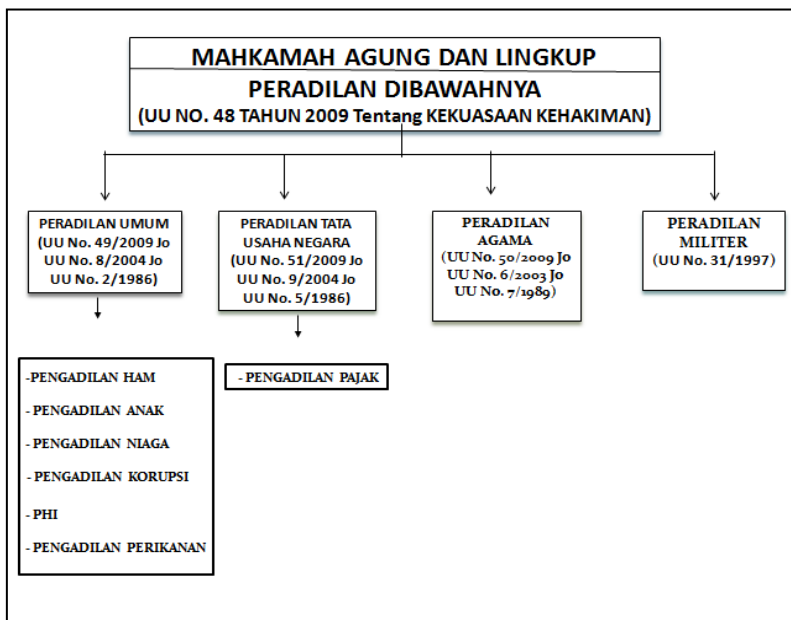 MAHKAMAH AGUNG DAN LINGKUP
PERADILAN DIBAWAHNYA
(UU NO. 48 TAHUN 2009 Tentang KEKUASAAN KEHAKIMAN)
PERADILAN UMUM
(UU No. 49/2009 Jo
UU No. 8/2004 Jo
UU No. 2/1986)
PERADILAN TATA
USAHA NEGARA
(UU No. 51/2009 Jo
UU No. 9/2004 Jo
UU No. 5/1986)
PERADILAN
AGAMA
(UU No. 50/2009 Jo
UU No. 6/2003 Jo
UU No. 7/1989)
PERADILAN
MILITER
(UU No. 31/1997)
-PENGADILAN HAM
- PENGADILAN ANAK
- PENGADILAN NIAGA
- PENGADILAN KORUPSI
- PHI
- PENGADILAN PERIKANAN
- PENGADILAN PAJAK